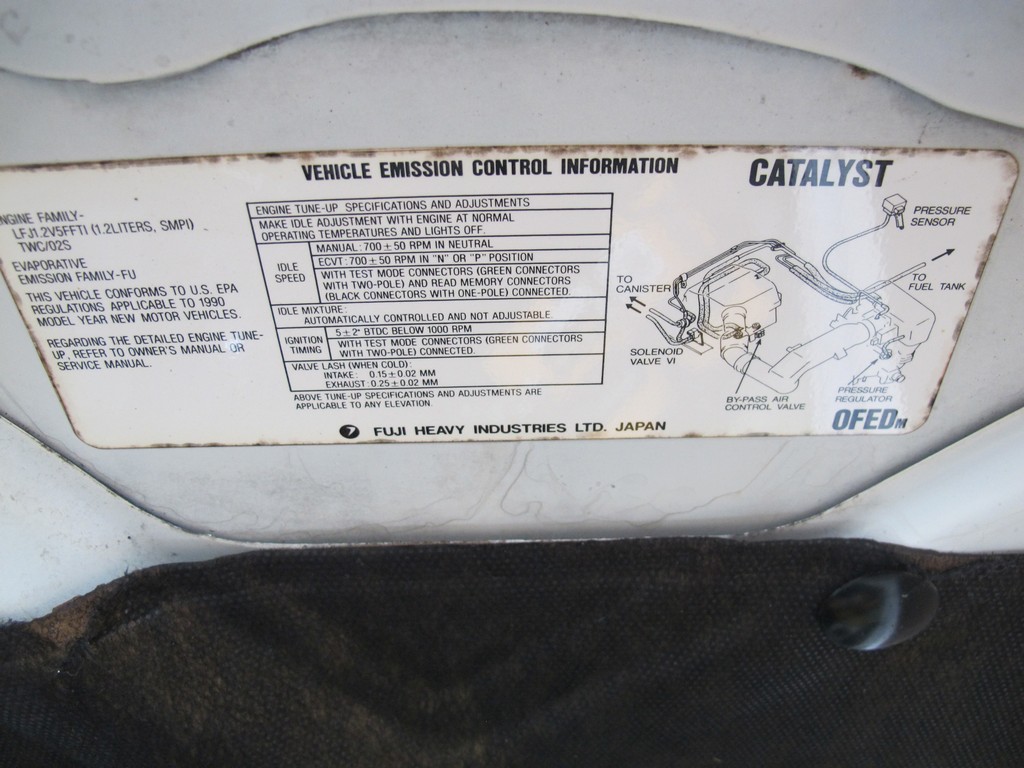 VEHICLE EMISSION CONTROL INFORMATION
CATALYST
ENGINE FAMILY-
LFJ1.2V5FFT1 (1.2LITERS, SMPI)
TWC/02S
EVAPORATIVE
EMISSION FAMILY-FU
THIS VEHICLE CONFORMS TO U.S. EPA
REGULATIONS APPLICABLE TO 1990
MODEL YEAR NEW MOTOR VEHICLES.
REGARDING THE DETAILED ENGINE TUNE-
UP, REFER TO OWNER'S MANUAL OR
SERVICE MANUAL.
ENGINE TUNE-UP SPECIFICATIONS AND ADJUSTMENTS
MAKE IDLE ADJUSTMENT WITH ENGINE AT NORMAL
OPERATING TEMPERATURES AND LIGHTS OFF.
IDLE
SPEED
MANUAL: 700±50 RPM IN NEUTRAL
ECVT: 700±50 RPM IN "N" OR "P" POSITION
WITH TEST MODE CONNECTORS (GREEN CONNECTORS
WITH TWO-POLE) AND READ MEMORY CONNECTORS
(BLACK CONNECTORS WITH ONE-POLE) CONNECTED.
IDLE MIXTURE:
AUTOMATICALLY CONTROLLED AND NOT ADJUSTABLE.
IGNITION
TIMING
5±2° BTDC BELOW 1000 RPM
WITH TEST MODE CONNECTORS (GREEN CONNECTORS
WITH TWO-POLE) CONNECTED.
VALVE LASH (WHEN COLD):
INTAKE: 0.15±0.02 MM
EXHAUST: 0.25±0.02 MM
ABOVE TUNE-UP SPECIFICATIONS AND ADJUSTMENTS ARE
APPLICABLE TO ANY ELEVATION.
7 FUJI HEAVY INDUSTRIES LTD. JAPAN
PRESSURE
SENSOR
TO
FUEL TANK
TO
CANISTER
SOLENOID
VALVE VI
BY-PASS AIR
CONTROL VALVE
PRESSURE
REGULATOR
OFEDM